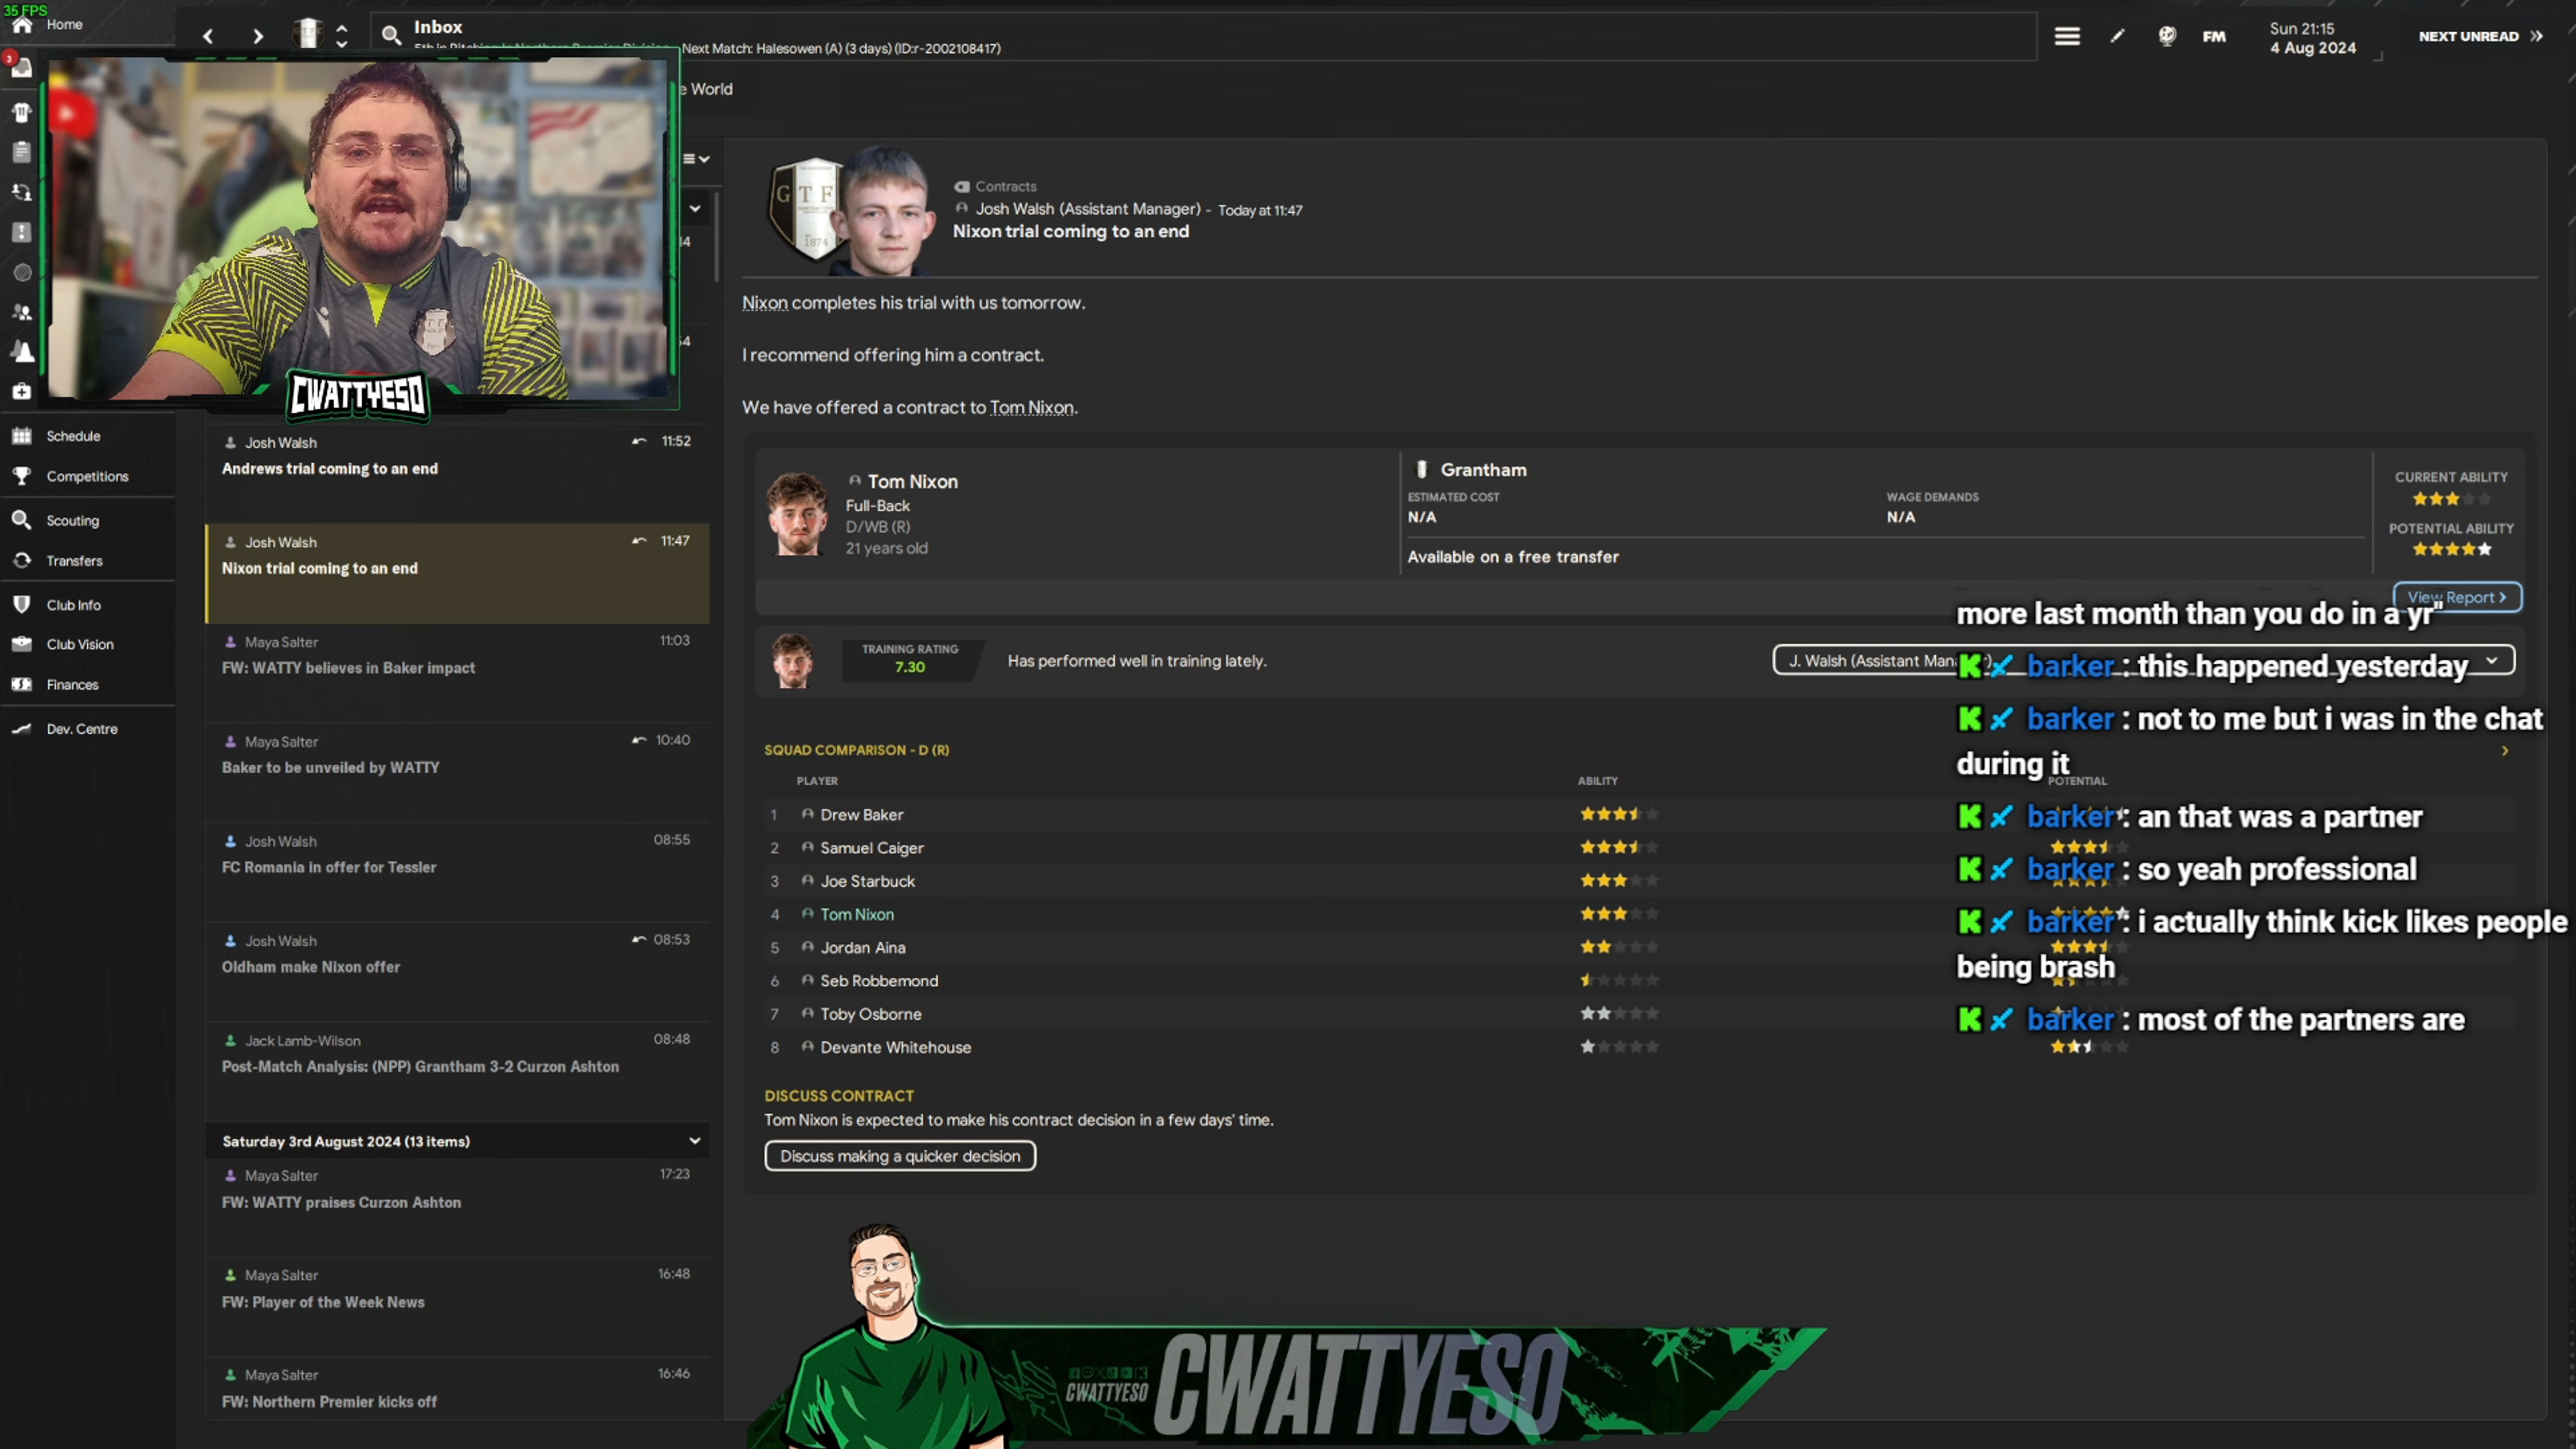 35 FPS
Home
Inbox
Next Match: Halesowen (A) (3 days) (IDr-2002108417)
FM
Sun 21:15
4 Aug 2024
NEXT UNREAD
3
e World
CWATTYESO
GTF
1874
Contracts
Josh Walsh (Assistant Manager) - Today at 11:47
Nixon trial coming to an end
Nixon completes his trial with us tomorrow.
I recommend offering him a contract.
We have offered a contract to Tom Nixon.
Schedule
Competitions
Scouting
Transfers
Club Info
Club Vision
Finances
Dev. Centre
Josh Walsh 11:52
Andrews trial coming to an end
Josh Walsh 11:47
Nixon trial coming to an end
Maya Salter 11:03
FW: WATTY believes in Baker impact
Maya Salter 10:40
Baker to be unveiled by WATTY
Josh Walsh 08:55
FC Romania in offer for Tessler
Josh Walsh 08:53
Oldham make Nixon offer
Jack Lamb-Wilson 08:48
Post-Match Analysis: (NPP) Grantham 3-2 Curzon Ashton
Saturday 3rd August 2024 (13 items)
Maya Salter 17:23
FW: WATTY praises Curzon Ashton
Maya Salter 16:48
FW: Player of the Week News
Maya Salter 16:46
FW: Northern Premier kicks off
Tom Nixon
Full-Back
D/WB (R)
21 years old
Grantham
ESTIMATED COST
N/A
WAGE DEMANDS
N/A
Available on a free transfer
CURRENT ABILITY
POTENTIAL ABILITY
View Report
TRAINING RATING
7.30
Has performed well in training lately.
J. Walsh (Assistant
SQUAD COMPARISON - D (R)
PLAYER ABILITY POTENTIAL
1 Drew Baker
2 Samuel Caiger
3 Joe Starbuck
4 Tom Nixon
5 Jordan Aina
6 Seb Robbemond
7 Toby Osborne
8 Devante Whitehouse
DISCUSS CONTRACT
Tom Nixon is expected to make his contract decision in a few days' time.
Discuss making a quicker decision
more last month than you do in a yr"
barker : this happened yesterday
barker : not to me but i was in the chat
during it
barker : an that was a partner
barker : so yeah professional
barker : i actually think kick likes people
being brash
barker : most of the partners are
CWATTYESO
CWATTYESO